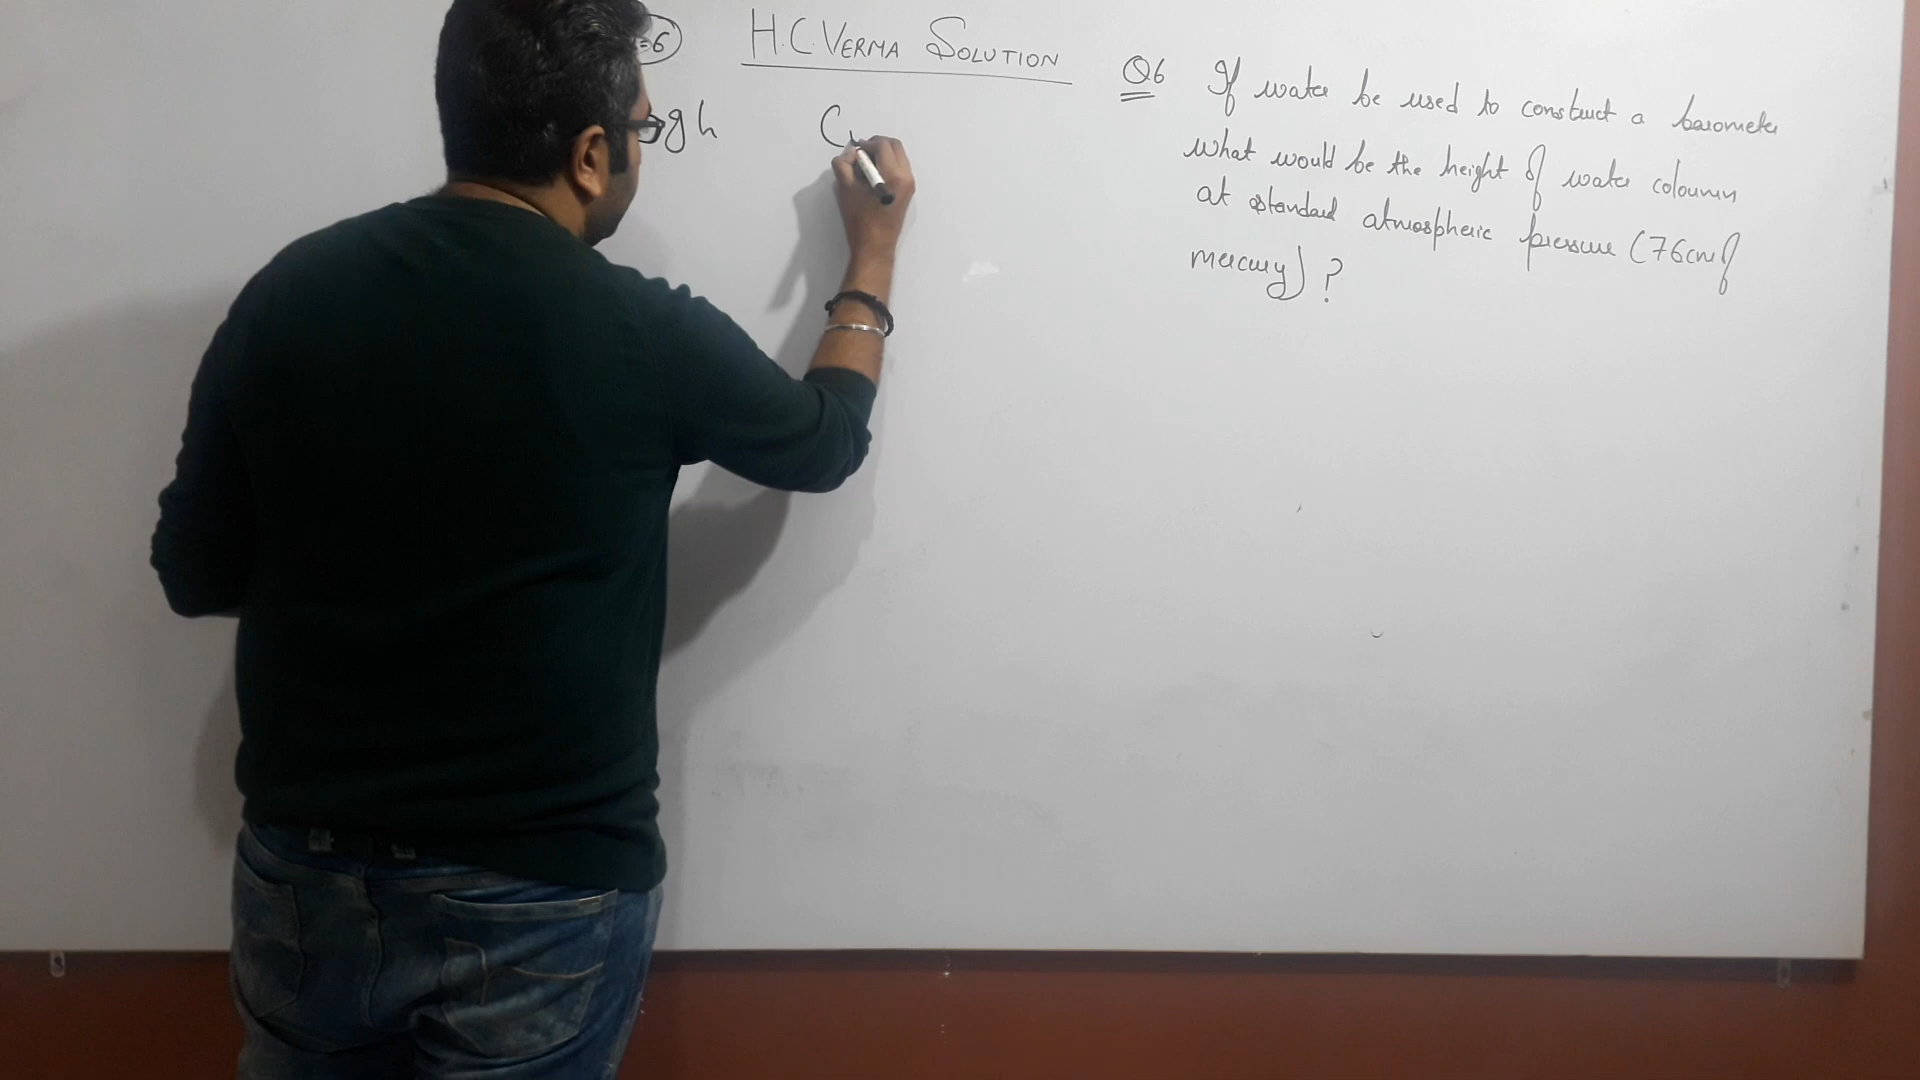 =6
H.C.VERMA SOLUTION
gh
Q6 If water be used to construct a barometer
what would be the height of water coloumn
at standard atmospheric pressure (76cm of
mercury) ?